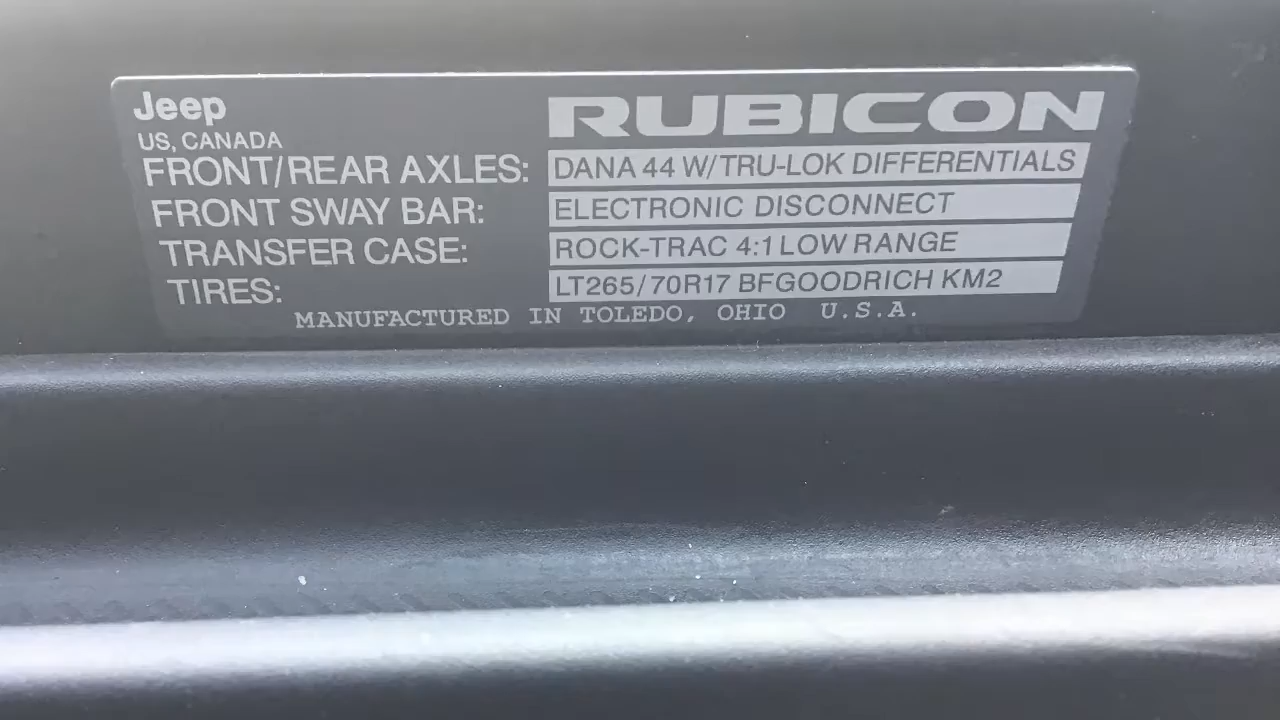 Jeep RUBICON
US, CANADA
FRONT/REAR AXLES: DANA 44 W/TRU-LOK DIFFERENTIALS
FRONT SWAY BAR: ELECTRONIC DISCONNECT
TRANSFER CASE: ROCK-TRAC 4:1 LOW RANGE
TIRES: LT265/70R17 BFGOODRICH KM2
MANUFACTURED IN TOLEDO, OHIO U.S.A.